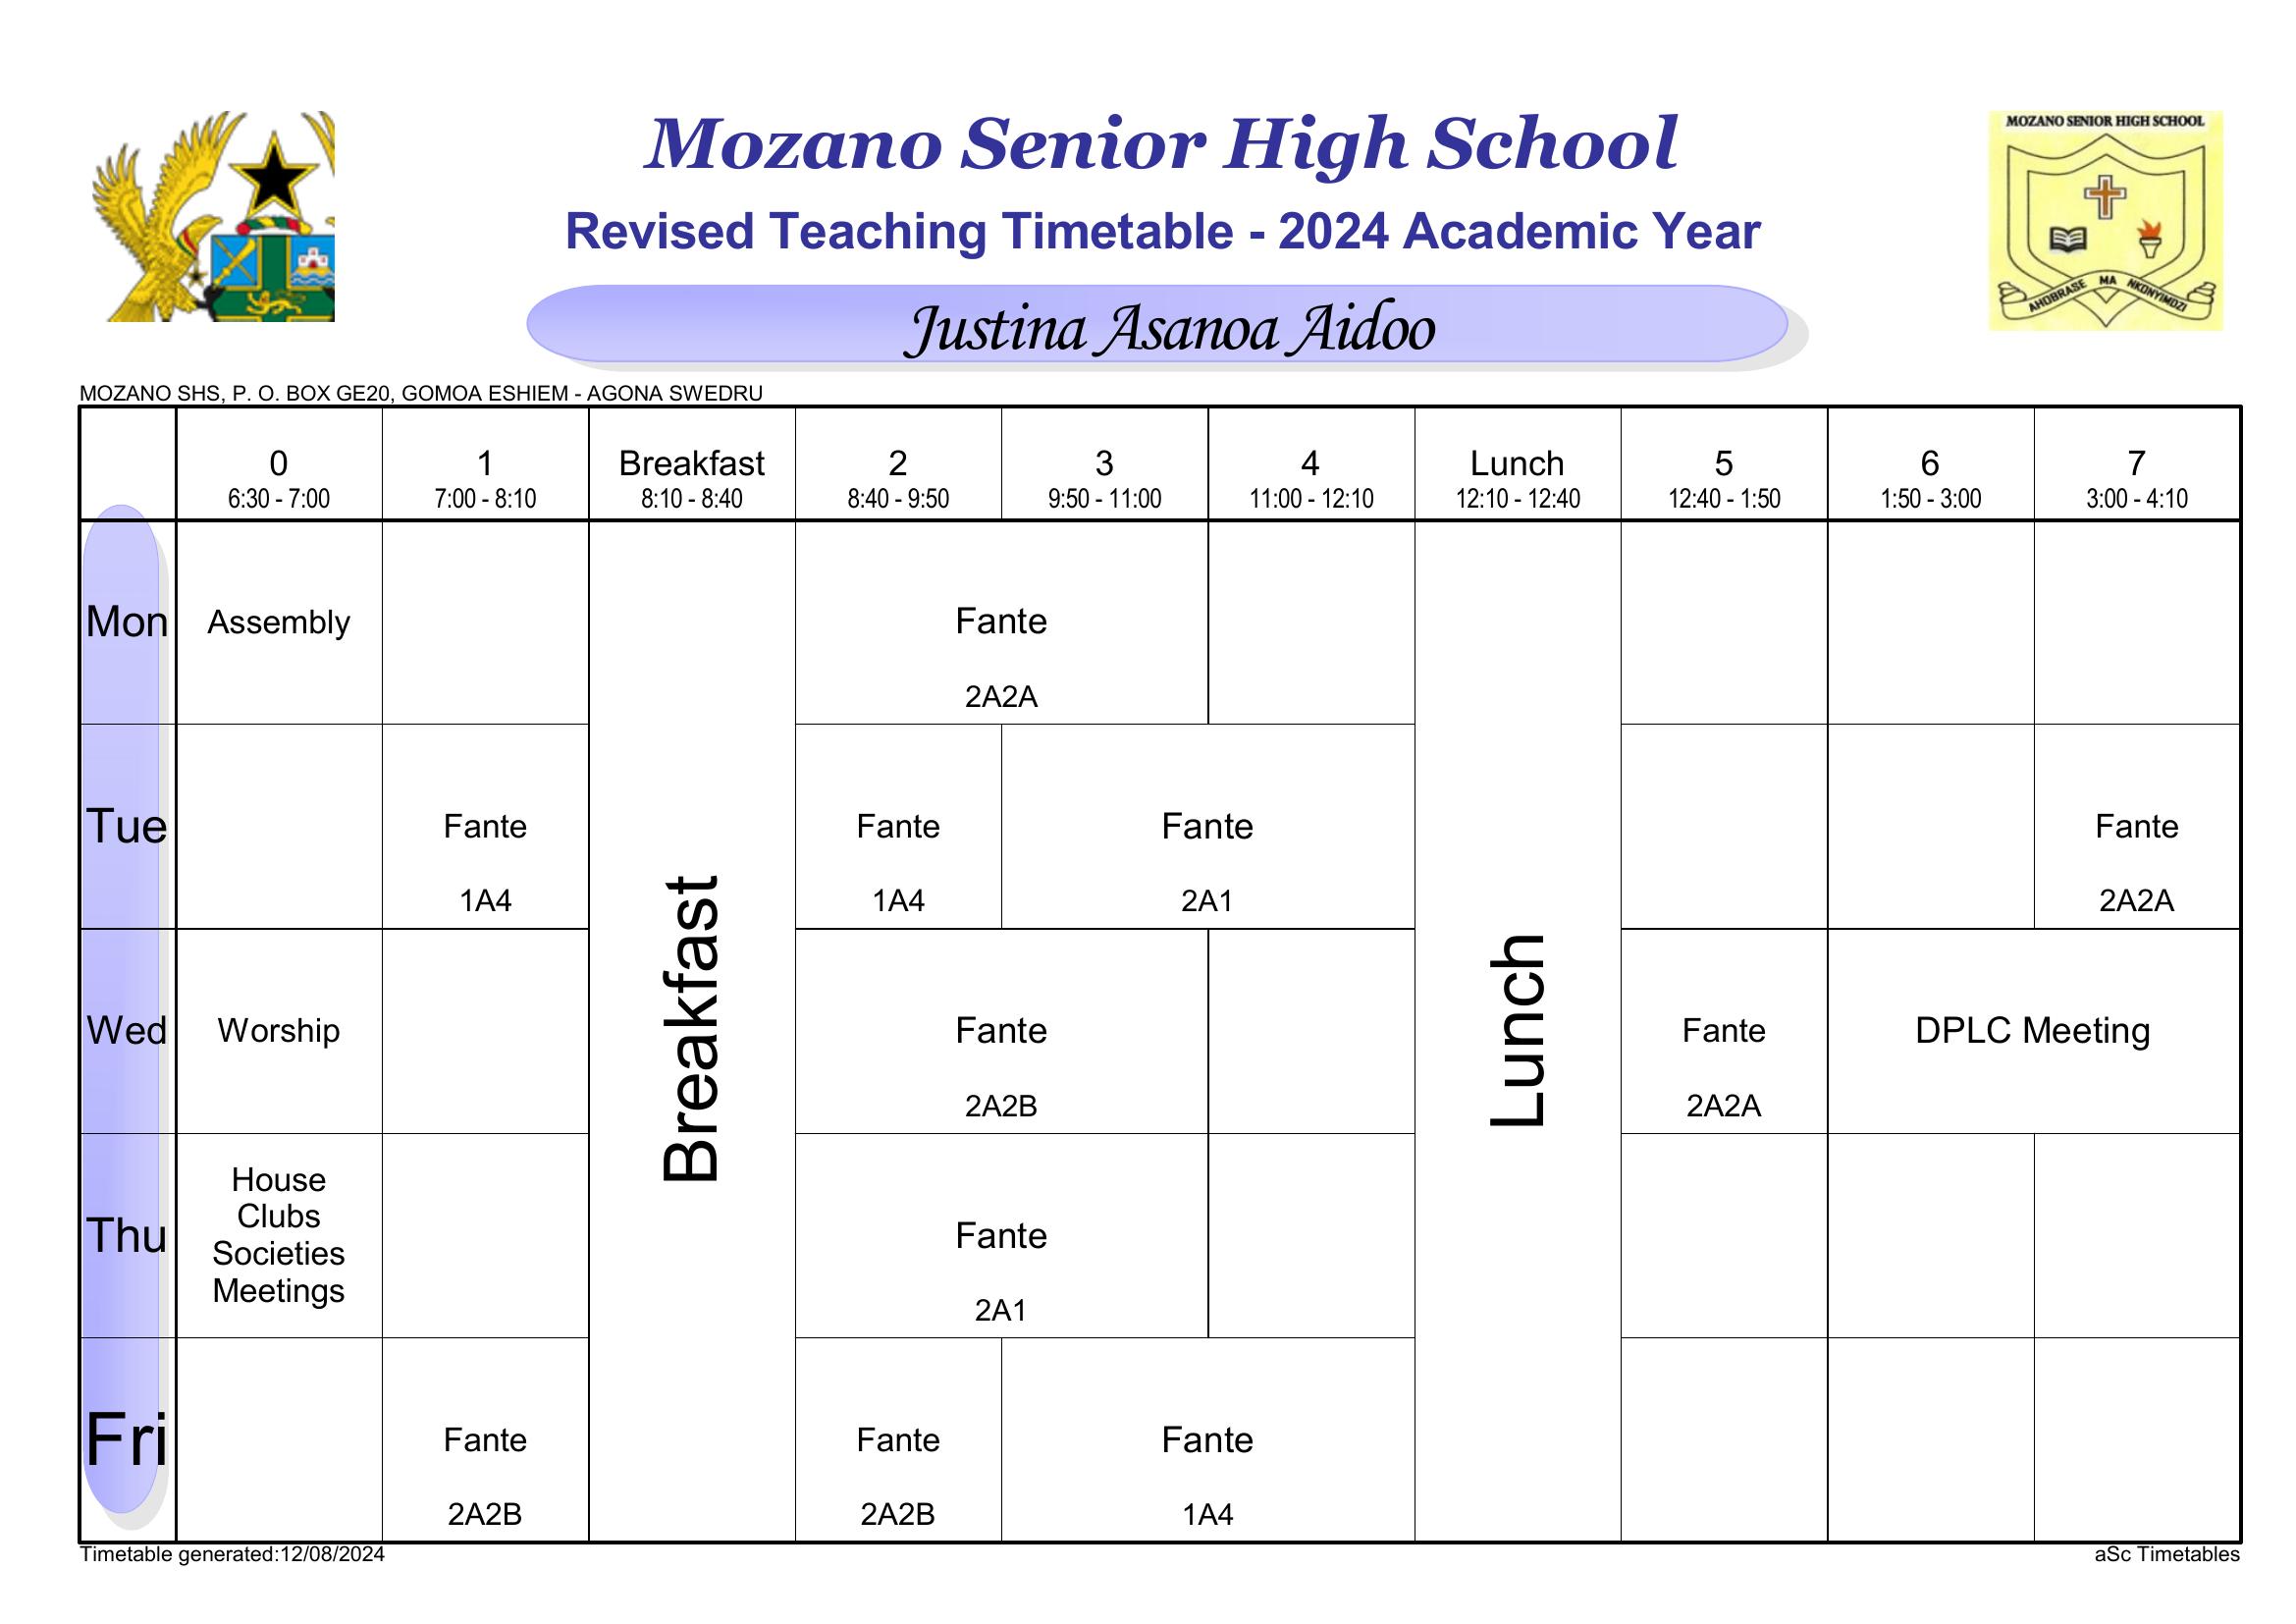 MOZANO SENIOR HIGH SCHOOL
AHOBRASE MA NKONYIMDZI
Mozano Senior High School
Revised Teaching Timetable - 2024 Academic Year
Justina Asanoa Aidoo
MOZANO SHS, P. O. BOX GE20, GOMOA ESHIEM - AGONA SWEDRU
0 1 Breakfast 2 3 4 Lunch 5 6 7
6:30 - 7:00 7:00 - 8:10 8:10 - 8:40 8:40 - 9:50 9:50 - 11:00 11:00 - 12:10 12:10 - 12:40 12:40 - 1:50 1:50 - 3:00 3:00 - 4:10
Breakfast
Lunch
Mon Assembly Fante
2A2A
Tue Fante Fante Fante Fante
1A4 1A4 2A1 2A2A
Wed Worship Fante Fante DPLC Meeting
2A2B 2A2A
House
Clubs
Thu Fante
Societies
Meetings
2A1
Fri Fante Fante Fante
2A2B 2A2B 1A4
Timetable generated:12/08/2024 aSc Timetables